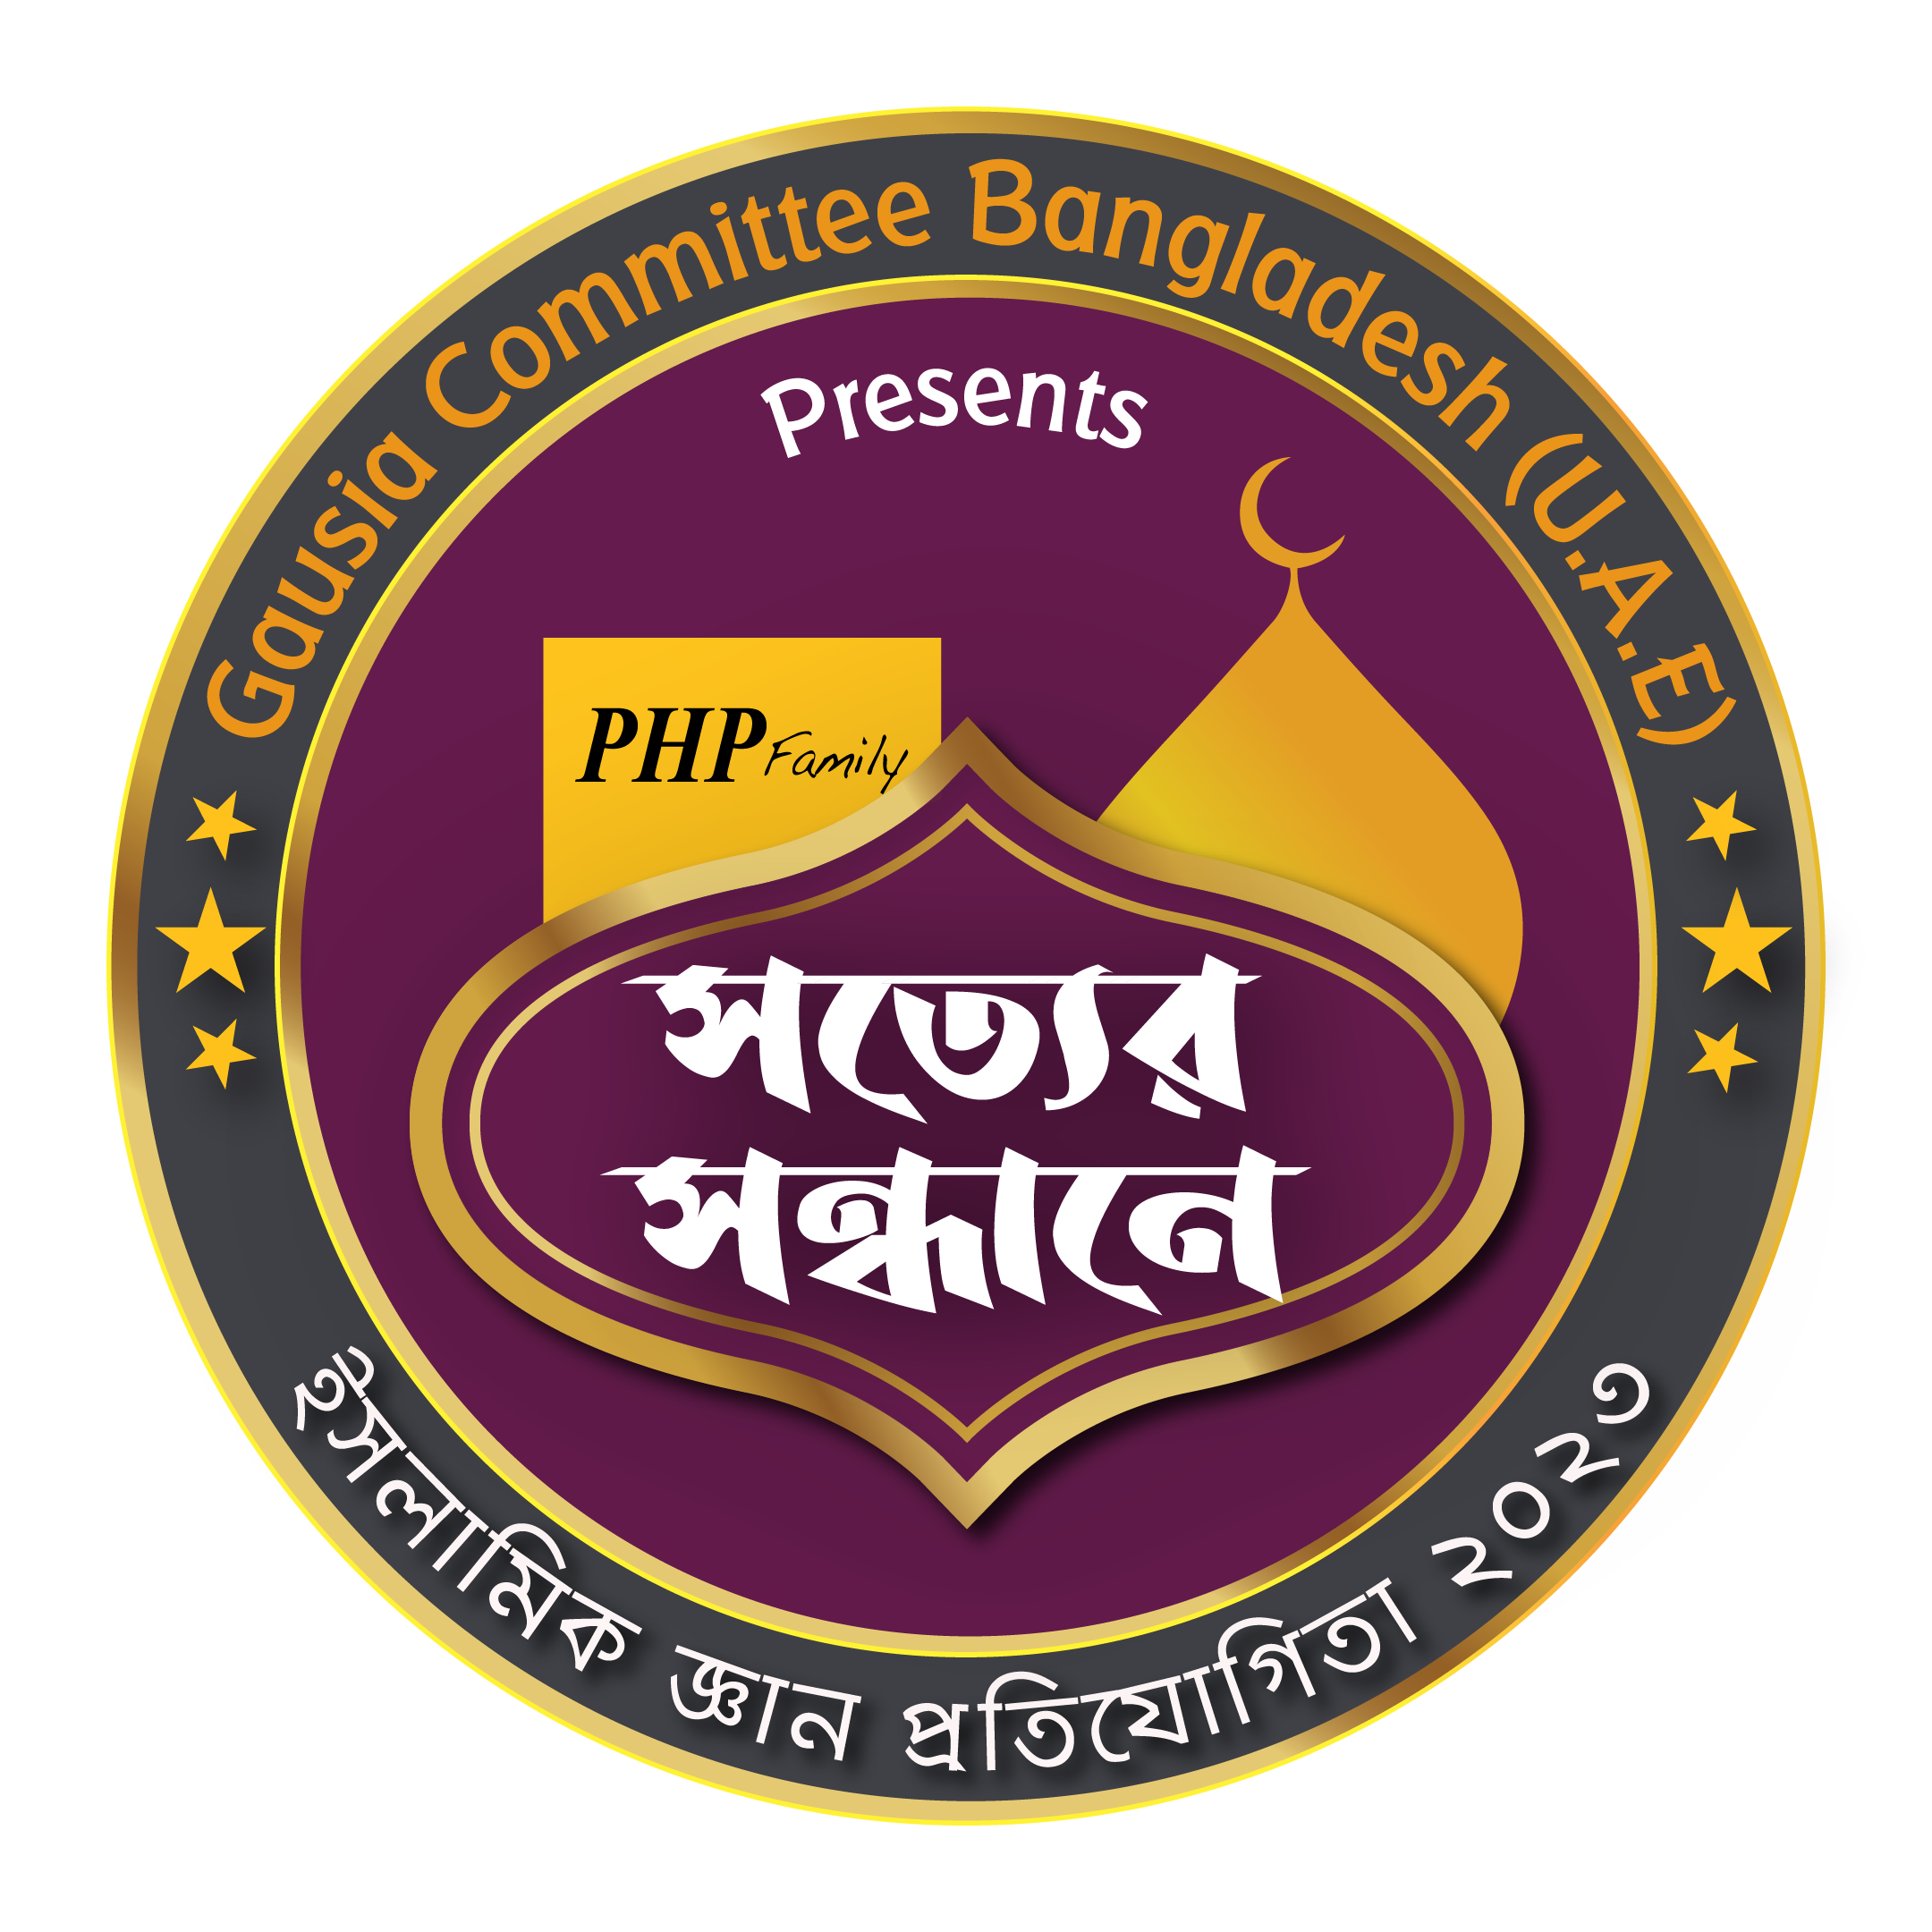 Gausia Committee Bangladesh (U.A.E)
Presents
PHP Family
সত্যের
সন্ধানে
ইসলামিক জ্ঞান প্রতিযোগিতা ২০২৩